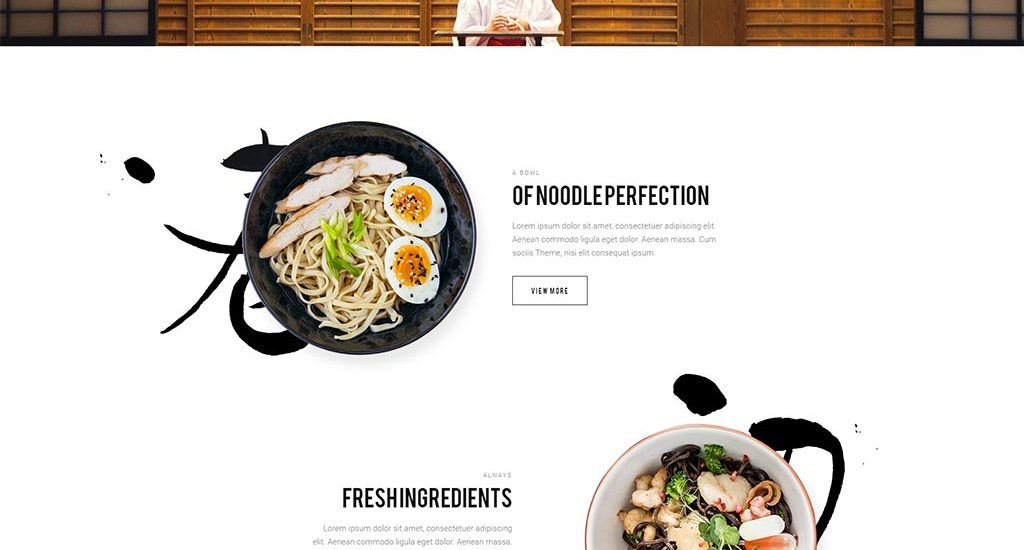 A BOWL
OF NOODLE PERFECTION
Lorem ipsum dolor sit amet, consectetuer adipiscing elit.
Aenean commodo ligula eget dolor. Aenean massa. Cum
sociis Theme, nisi elit consequat ipsum.
VIEW MORE
ALWAYS
FRESH INGREDIENTS
Lorem ipsum dolor sit amet, consectetuer adipiscing
elit. Aenean commodo ligula eget dolor. Aenean massa.